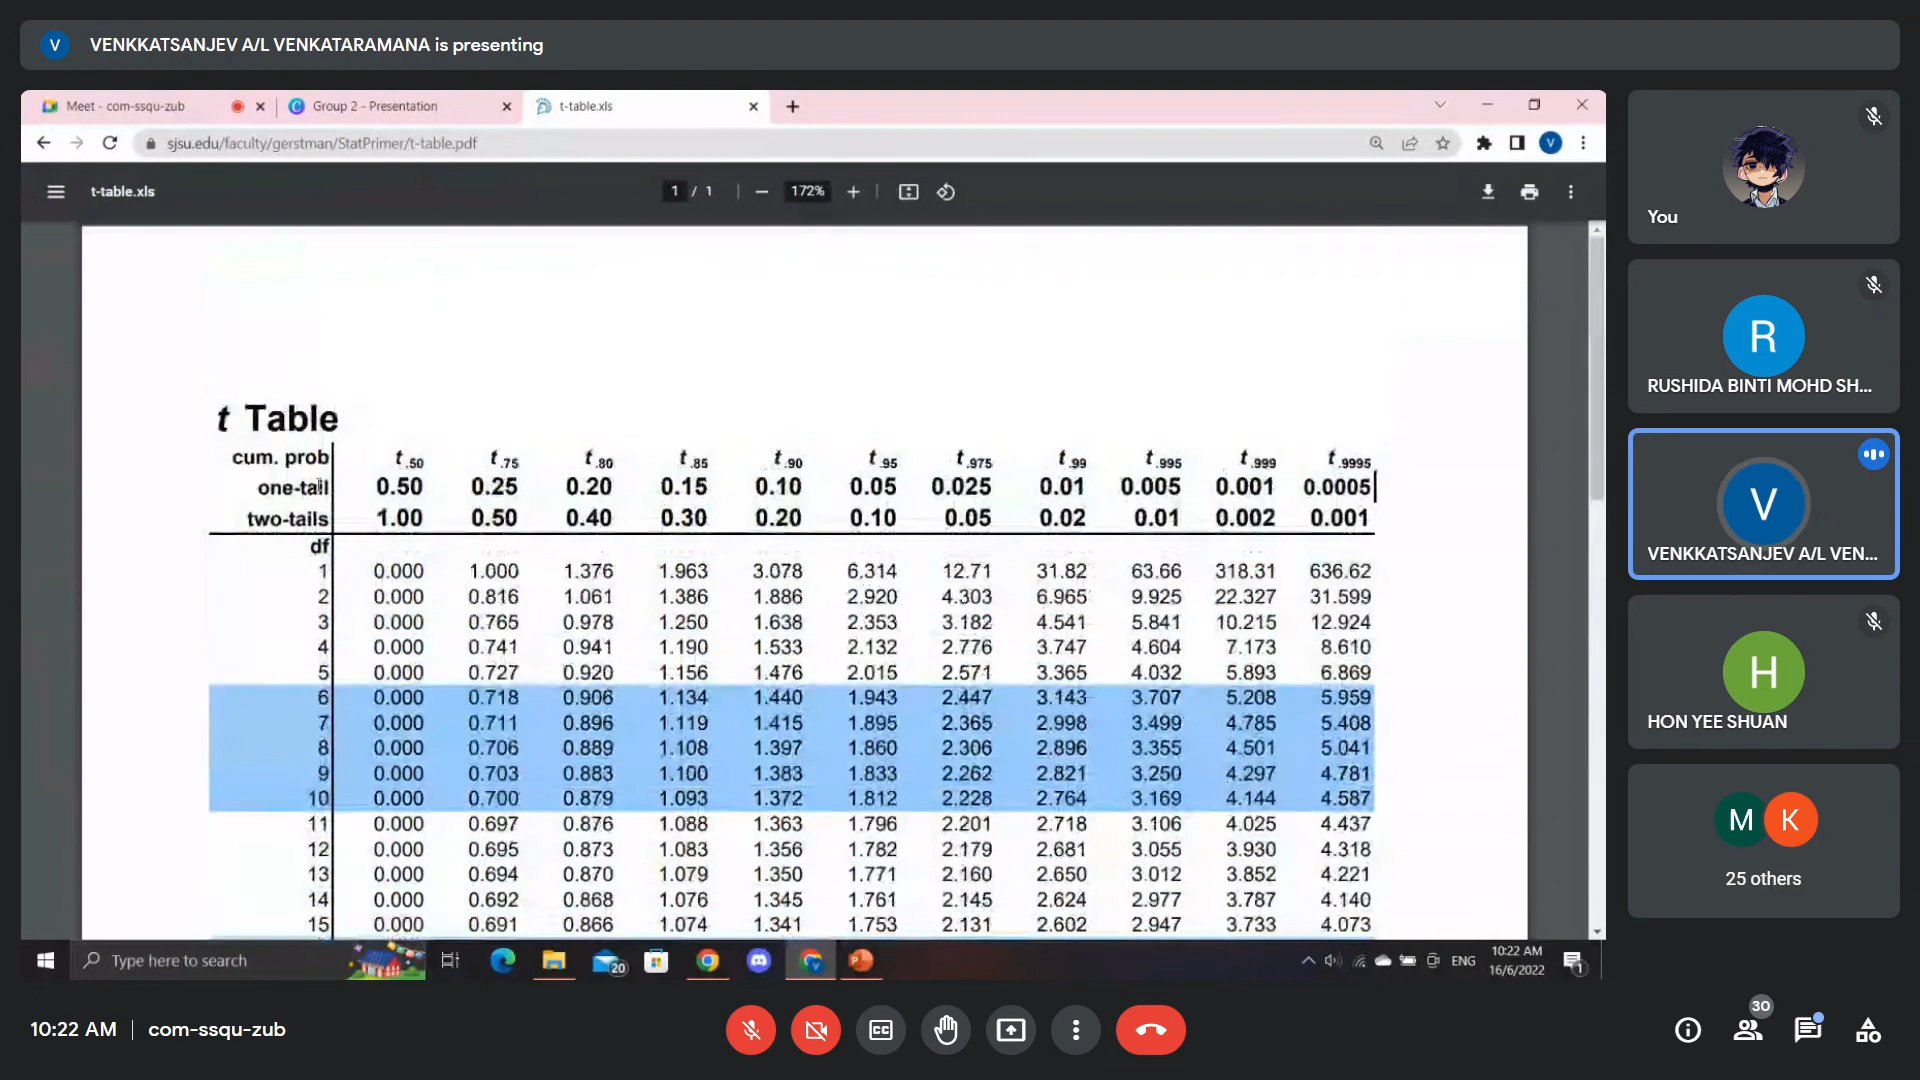 V VENKKATSANJEV A/L VENKATARAMANA is presenting
Meet - com-ssqu-zub Group 2 - Presentation t-table.xls
sjsu.edu/faculty/gerstman/StatPrimer/t-table.pdf V
t-table.xls 1 / 1 172%
t Table
cum. prob t.50 t.75 t.80 t.85 t.90 t.95 t.975 t.99 t.995 t.999 t.9995
one-tail 0.50 0.25 0.20 0.15 0.10 0.05 0.025 0.01 0.005 0.001 0.0005
two-tails 1.00 0.50 0.40 0.30 0.20 0.10 0.05 0.02 0.01 0.002 0.001
df
1 0.000 1.000 1.376 1.963 3.078 6.314 12.71 31.82 63.66 318.31 636.62
2 0.000 0.816 1.061 1.386 1.886 2.920 4.303 6.965 9.925 22.327 31.599
3 0.000 0.765 0.978 1.250 1.638 2.353 3.182 4.541 5.841 10.215 12.924
4 0.000 0.741 0.941 1.190 1.533 2.132 2.776 3.747 4.604 7.173 8.610
5 0.000 0.727 0.920 1.156 1.476 2.015 2.571 3.365 4.032 5.893 6.869
6 0.000 0.718 0.906 1.134 1.440 1.943 2.447 3.143 3.707 5.208 5.959
7 0.000 0.711 0.896 1.119 1.415 1.895 2.365 2.998 3.499 4.785 5.408
8 0.000 0.706 0.889 1.108 1.397 1.860 2.306 2.896 3.355 4.501 5.041
9 0.000 0.703 0.883 1.100 1.383 1.833 2.262 2.821 3.250 4.297 4.781
10 0.000 0.700 0.879 1.093 1.372 1.812 2.228 2.764 3.169 4.144 4.587
11 0.000 0.697 0.876 1.088 1.363 1.796 2.201 2.718 3.106 4.025 4.437
12 0.000 0.695 0.873 1.083 1.356 1.782 2.179 2.681 3.055 3.930 4.318
13 0.000 0.694 0.870 1.079 1.350 1.771 2.160 2.650 3.012 3.852 4.221
14 0.000 0.692 0.868 1.076 1.345 1.761 2.145 2.624 2.977 3.787 4.140
15 0.000 0.691 0.866 1.074 1.341 1.753 2.131 2.602 2.947 3.733 4.073
Type here to search 20 ENG 10:22 AM
16/6/2022 1
You
R
RUSHIDA BINTI MOHD SH...
V
VENKKATSANJEV A/L VEN...
H
HON YEE SHUAN
M K
25 others
10:22 AM com-ssqu-zub CC 30